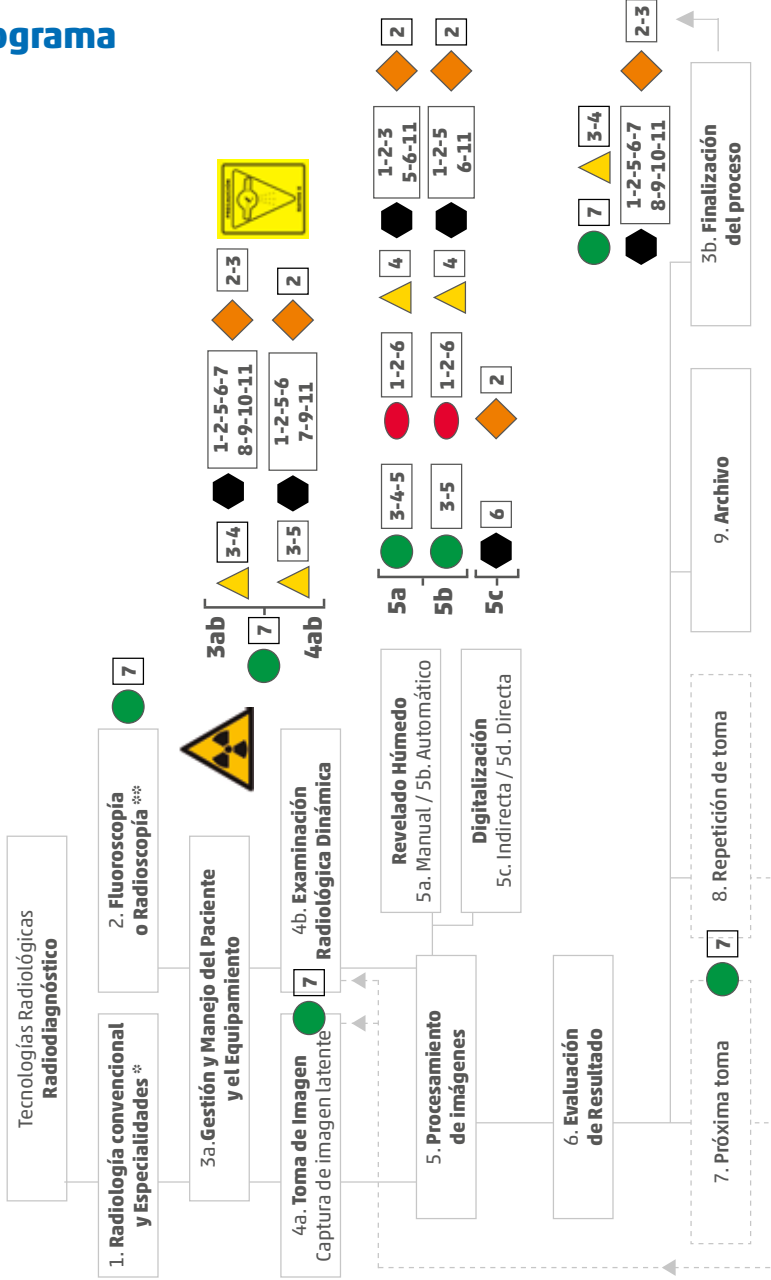 ograma
Tecnologías Radiológicas
Radiodiagnóstico
1. Radiología convencional
y Especialidades *
2. Fluoroscopía
o Radioscopía **
7
3a.Gestión y Manejo del Paciente
y el Equipamiento
4a. Toma de Imagen
Captura de imagen latente
7
4b. Examinación
Radiológica Dinámica
3ab
7
4ab
3-4
1-2-5-6-7
8-9-10-11
2-3
3-5
1-2-5-6
7-9-11
2
PRECAUCIÓN
RAYOS X
5. Procesamiento
de imágenes
Revelado Húmedo
5a. Manual / 5b. Automático
Digitalización
5c. Indirecta / 5d. Directa
5a
3-4-5
1-2-6
4
1-2-3
5-6-11
2
5b
3-5
1-2-6
4
1-2-5
6-11
2
5c
6
2
6. Evaluación
de Resultado
7. Próxima toma
7
8. Repetición de toma
9. Archivo
3b. Finalización
del proceso
7
3-4
1-2-5-6-7
8-9-10-11
2-3